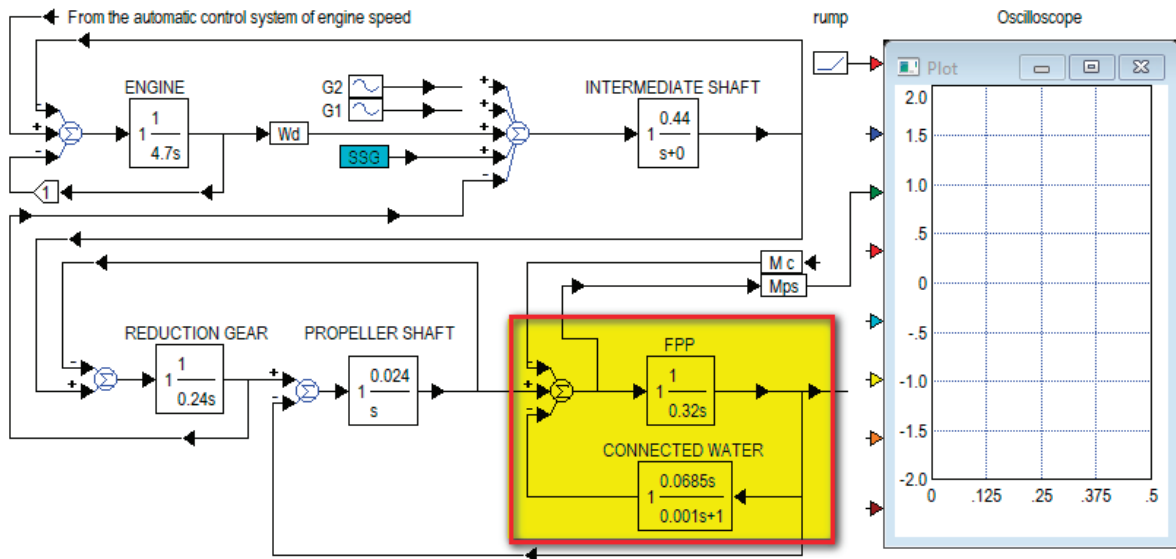 From the automatic control system of engine speed
rump
Oscilloscope
Plot
ENGINE
1
1
4.7s
1
Wd
G2
G1
SSG
+
+
+
+
-
INTERMEDIATE SHAFT
1
0.44
s+0
-
+
-
REDUCTION GEAR
1
1
0.24s
-
+
PROPELLER SHAFT
1
0.024
s
+
-
M c
Mps
FPP
1
1
0.32s
-
+
-
CONNECTED WATER
1
0.0685s
0.001s+1
2.0
1.5
1.0
.5
0
-.5
-1.0
-1.5
-2.0
0 .125 .25 .375 .5